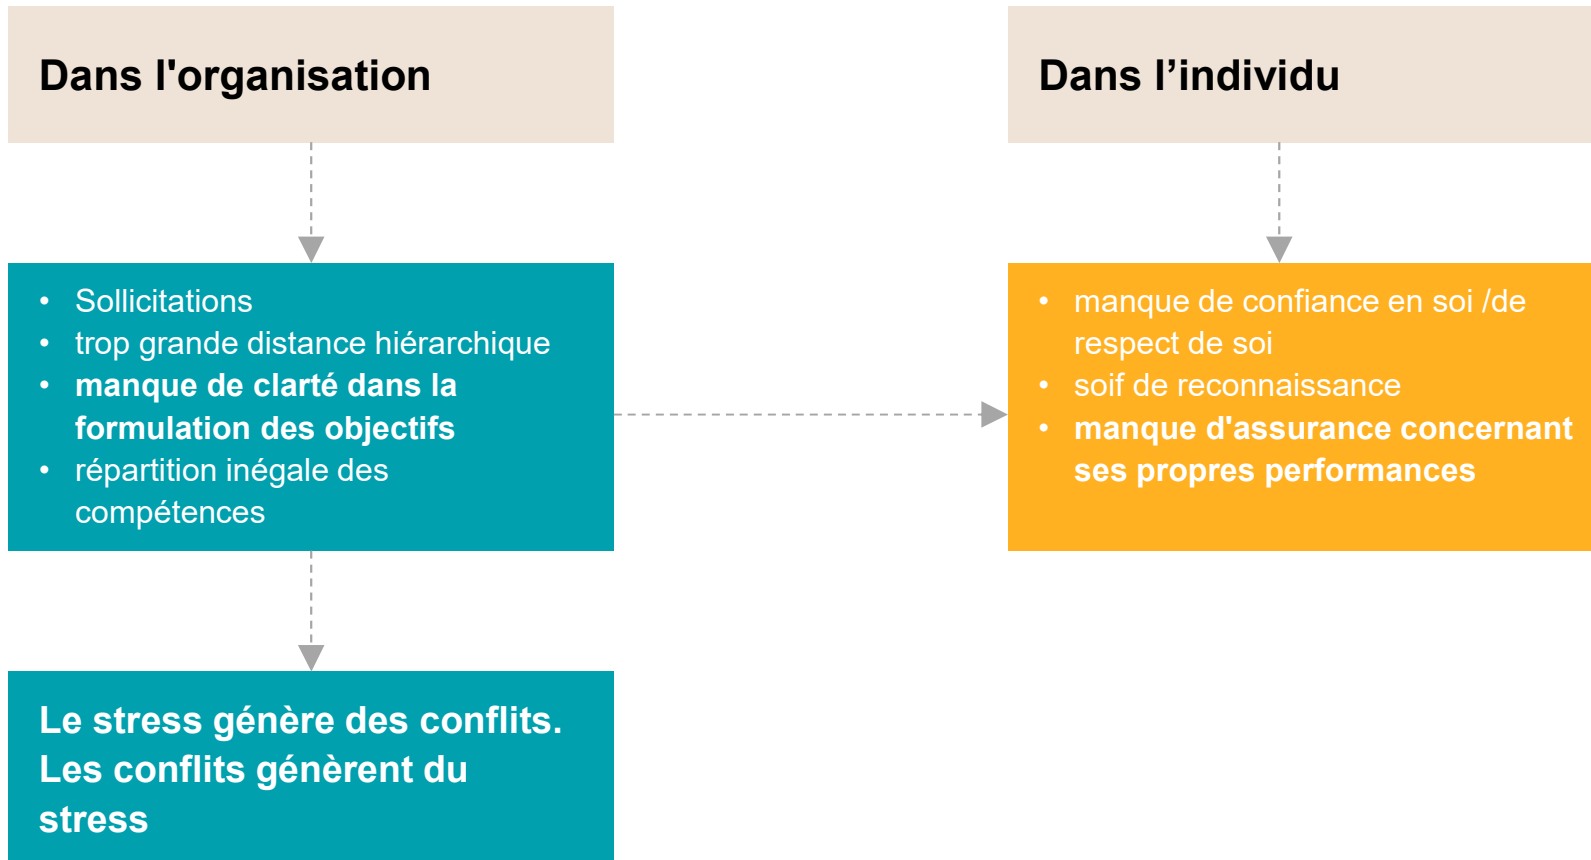 Dans l'organisation
Dans l’individu
• Sollicitations
• trop grande distance hiérarchique
• manque de clarté dans la
formulation des objectifs
• répartition inégale des
compétences
• manque de confiance en soi /de
respect de soi
• soif de reconnaissance
• manque d'assurance concernant
ses propres performances
Le stress génère des conflits.
Les conflits génèrent du
stress